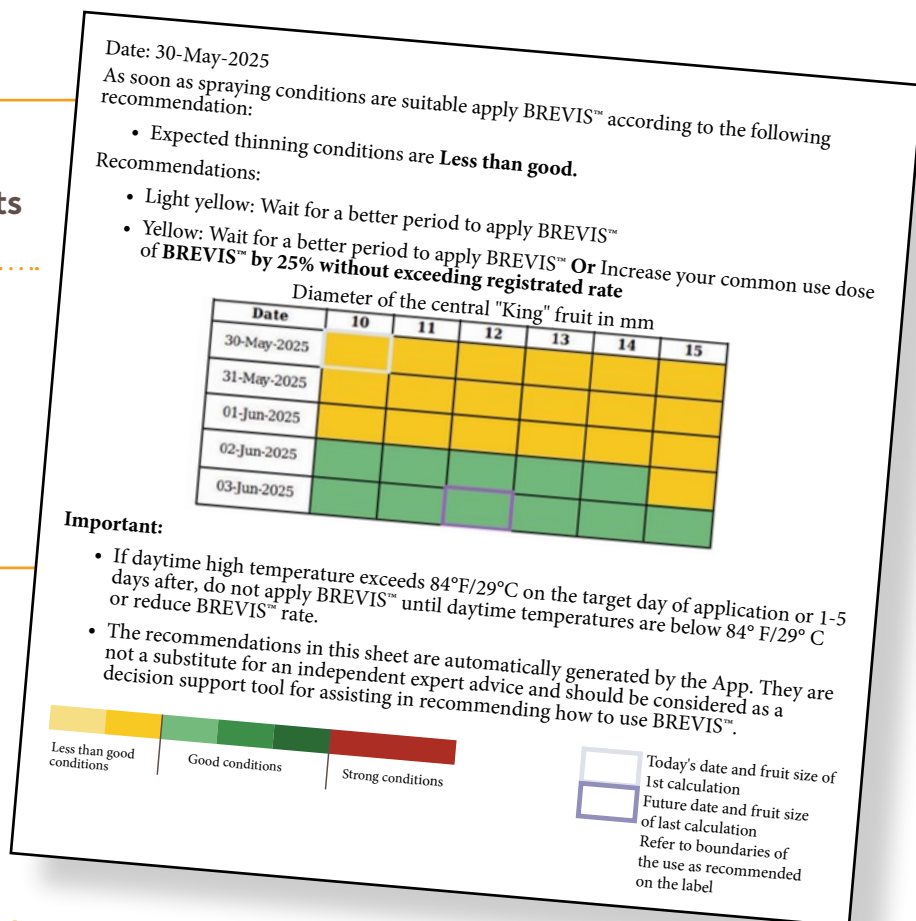 ts
Date: 30-May-2025
As soon as spraying conditions are suitable apply BREVIS™ according to the following
recommendation:
• Expected thinning conditions are Less than good.
Recommendations:
• Light yellow: Wait for a better period to apply BREVIS™
• Yellow: Wait for a better period to apply BREVIS™ Or Increase your common use dose
of BREVIS™ by 25% without exceeding registrated rate
Diameter of the central "King" fruit in mm
Date 10 11 12 13 14 15
30-May-2025
31-May-2025
01-Jun-2025
02-Jun-2025
03-Jun-2025
Important:
• If daytime high temperature exceeds 84°F/29°C on the target day of application or 1-5
days after, do not apply BREVIS™ until daytime temperatures are below 84° F/29° C
or reduce BREVIS™ rate.
• The recommendations in this sheet are automatically generated by the App. They are
not a substitute for an independent expert advice and should be considered as a
decision support tool for assisting in recommending how to use BREVIS™.
Less than good
conditions
Good conditions
Strong conditions
Today's date and fruit size of
1st calculation
Future date and fruit size
of last calculation
Refer to boundaries of
the use as recommended
on the label